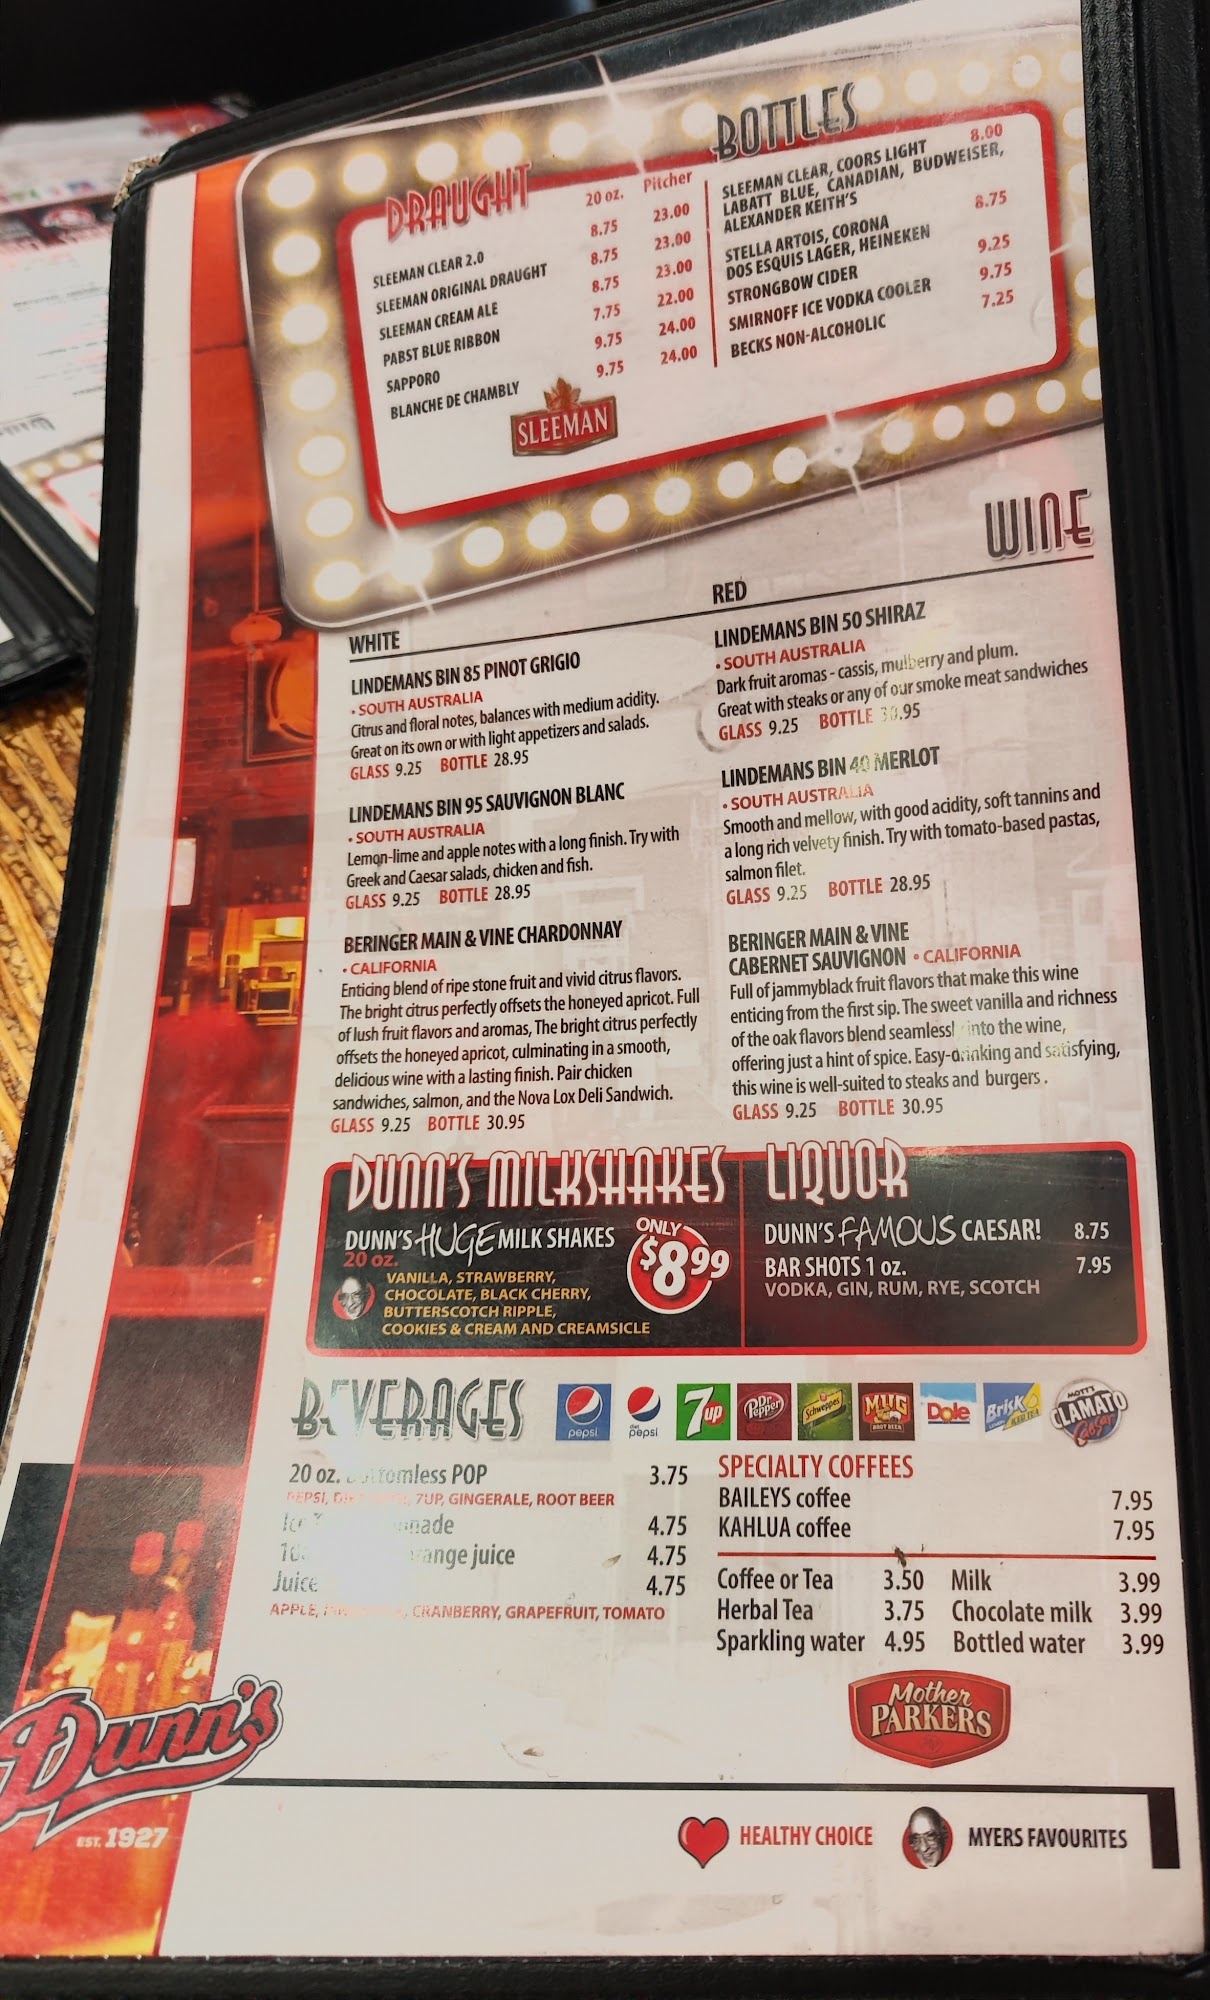 DRAUGHT
20 oz. Pitcher
SLEEMAN CLEAR 2.0 8.75 23.00
SLEEMAN ORIGINAL DRAUGHT 8.75 23.00
SLEEMAN CREAM ALE 8.75 23.00
PABST BLUE RIBBON 7.75 22.00
SAPPORO 9.75 24.00
BLANCHE DE CHAMBLY 9.75 24.00
SLEEMAN
BOTTLES
SLEEMAN CLEAR, COORS LIGHT 8.00
LABATT BLUE, CANADIAN, BUDWEISER,
ALEXANDER KEITH'S
STELLA ARTOIS, CORONA 8.75
DOS ESQUIS LAGER, HEINEKEN
STRONGBOW CIDER 9.25
SMIRNOFF ICE VODKA COOLER 9.75
BECKS NON-ALCOHOLIC 7.25
WINE
WHITE
LINDEMANS BIN 85 PINOT GRIGIO
• SOUTH AUSTRALIA
Citrus and floral notes, balances with medium acidity.
Great on its own or with light appetizers and salads.
GLASS 9.25 BOTTLE 28.95
LINDEMANS BIN 95 SAUVIGNON BLANC
• SOUTH AUSTRALIA
Lemon-lime and apple notes with a long finish. Try with
Greek and Caesar salads, chicken and fish.
GLASS 9.25 BOTTLE 28.95
BERINGER MAIN & VINE CHARDONNAY
• CALIFORNIA
Enticing blend of ripe stone fruit and vivid citrus flavors.
The bright citrus perfectly offsets the honeyed apricot. Full
of lush fruit flavors and aromas, The bright citrus perfectly
offsets the honeyed apricot, culminating in a smooth,
delicious wine with a lasting finish. Pair chicken
sandwiches, salmon, and the Nova Lox Deli Sandwich.
GLASS 9.25 BOTTLE 30.95
RED
LINDEMANS BIN 50 SHIRAZ
• SOUTH AUSTRALIA
Dark fruit aromas - cassis, mulberry and plum.
Great with steaks or any of our smoke meat sandwiches
GLASS 9.25 BOTTLE
LINDEMANS BIN 40 MERLOT
• SOUTH AUSTRALIA
Smooth and mellow, with good acidity, soft tannins and
a long rich velvety finish. Try with tomato-based pastas,
salmon filet.
GLASS 9.25 BOTTLE 28.95
BERINGER MAIN & VINE
CABERNET SAUVIGNON • CALIFORNIA
Full of jammyblack fruit flavors that make this wine
enticing from the first sip. The sweet vanilla and richness
of the oak flavors blend seamlessly into the wine,
offering just a hint of spice. Easy-drinking and satisfying,
this wine is well-suited to steaks and burgers .
GLASS 9.25 BOTTLE 30.95
DUNN'S MILKSHAKES
DUNN'S HUGE MILK SHAKES
20 oz.
VANILLA, STRAWBERRY,
CHOCOLATE, BLACK CHERRY,
BUTTERSCOTCH RIPPLE,
COOKIES & CREAM AND CREAMSICLE
ONLY
$8.99
LIQUOR
DUNN'S FAMOUS CAESAR! 8.75
BAR SHOTS 1 oz. 7.95
VODKA, GIN, RUM, RYE, SCOTCH
BEVERAGES
pepsi
diet pepsi
7up
Dr Pepper
Schweppes
MUG ROOT BEER
Dole
Brisk ICED TEA
MOTT'S CLAMATO Caesar
20 oz. Bottomless POP 3.75
PEPSI, 7UP, GINGERALE, ROOT BEER
4.75
orange juice 4.75
Juice 4.75
APPLE, CRANBERRY, GRAPEFRUIT, TOMATO
SPECIALTY COFFEES
BAILEYS coffee 7.95
KAHLUA coffee 7.95
Coffee or Tea 3.50 Milk 3.99
Herbal Tea 3.75 Chocolate milk 3.99
Sparkling water 4.95 Bottled water 3.99
Mother
PARKERS
Dunn's
EST. 1927
HEALTHY CHOICE
MYERS FAVOURITES